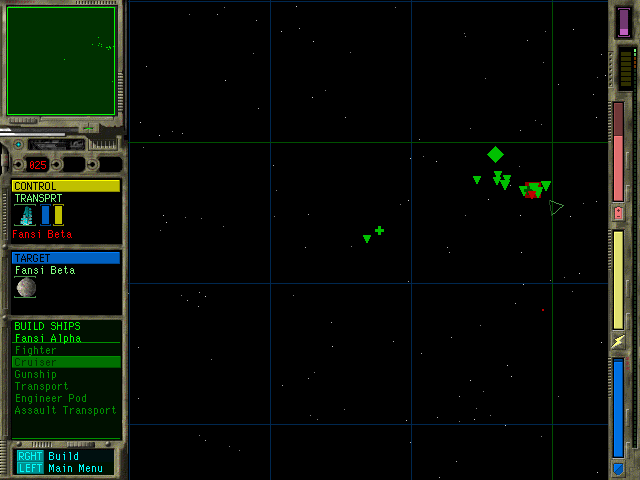 025
CONTROL
TRANSPRT
Fansi Beta
TARGET
Fansi Beta
BUILD SHIPS
Fansi Alpha
Fighter
Cruiser
Gunship
Transport
Engineer Pod
Assault Transport
RGHT Build
LEFT Main Menu